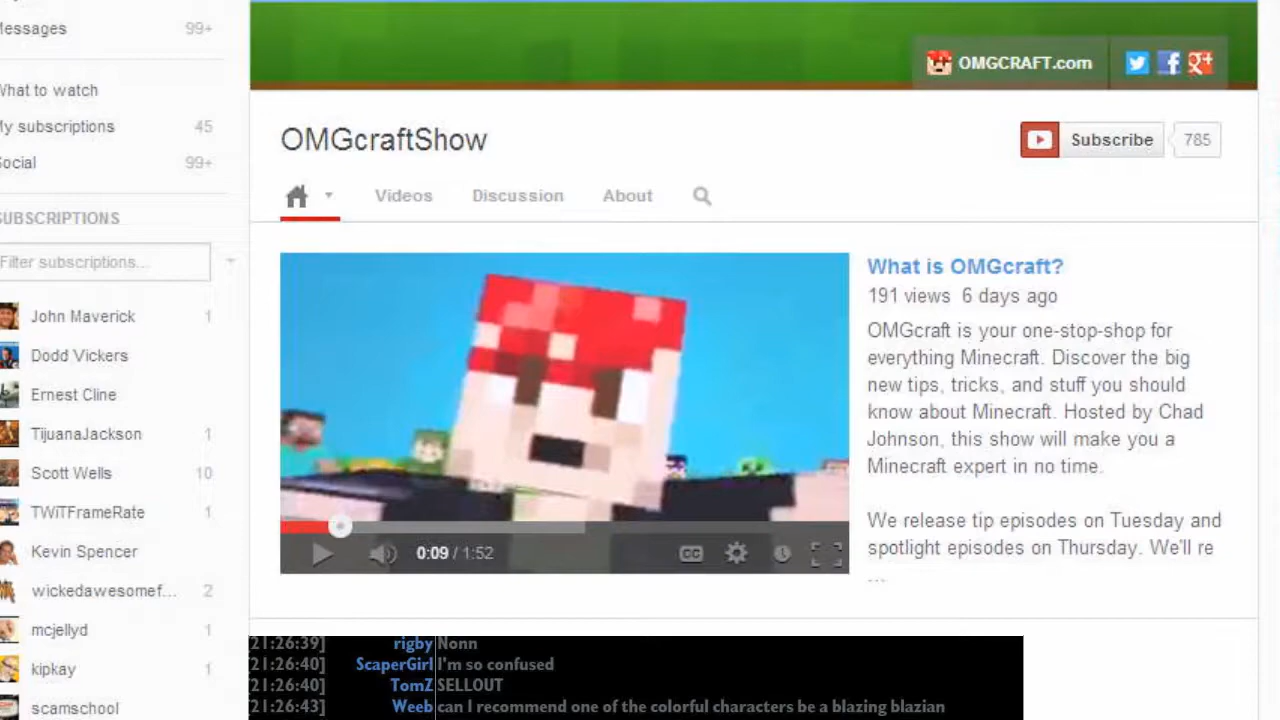 Messages 99+
What to watch
My subscriptions 45
Social 99+
SUBSCRIPTIONS
Filter subscriptions...
John Maverick 1
Dodd Vickers
Ernest Cline
TijuanaJackson 1
Scott Wells 10
TWiTFrameRate 1
Kevin Spencer
wickedawesomef... 2
mcjellyd 1
kipkay 1
scamschool
OMGCRAFT.com
OMGcraftShow
Subscribe 785
Videos Discussion About
0:09 / 1:52
CC
What is OMGcraft?
191 views 6 days ago
OMGcraft is your one-stop-shop for
everything Minecraft. Discover the big
new tips, tricks, and stuff you should
know about Minecraft. Hosted by Chad
Johnson, this show will make you a
Minecraft expert in no time.
We release tip episodes on Tuesday and
spotlight episodes on Thursday. We'll re
...
[21:26:39] rigby Nonn
[21:26:40] ScaperGirl I'm so confused
[21:26:40] TomZ SELLOUT
[21:26:43] Weeb can I recommend one of the colorful characters be a blazing blazian